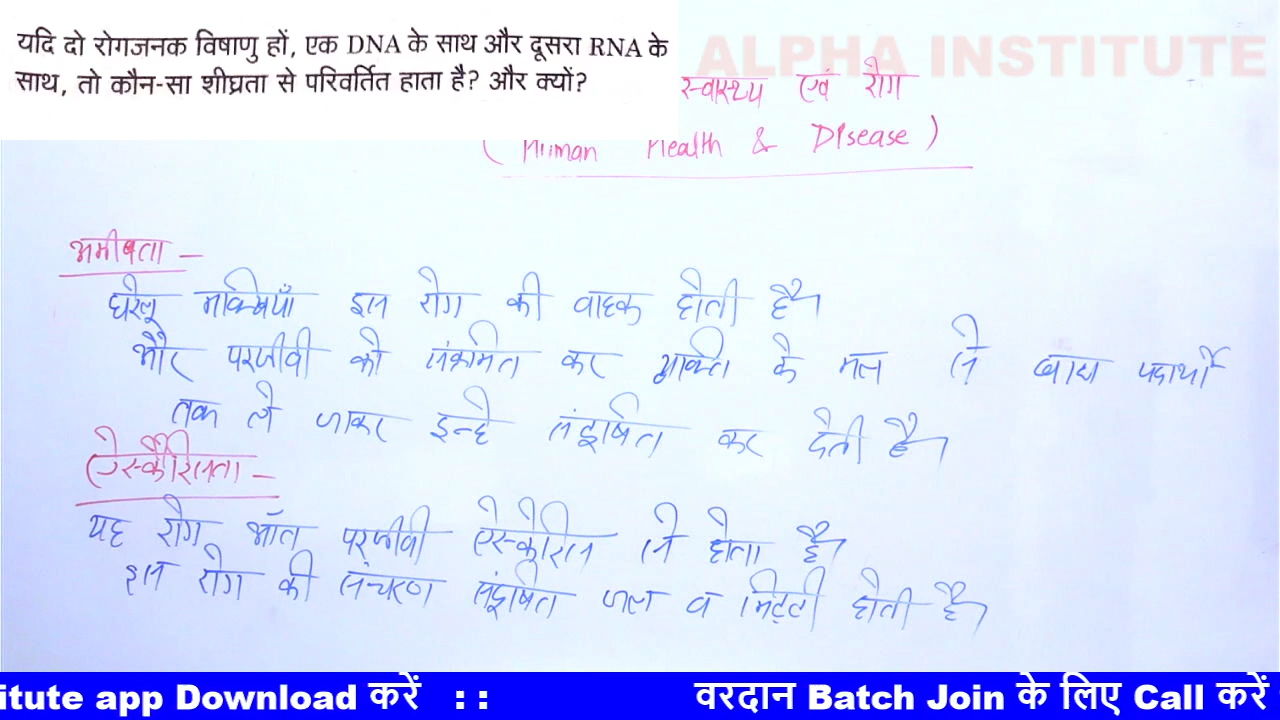 यदि दो रोगजनक विषाणु हों, एक DNA के साथ और दूसरा RNA के
साथ, तो कौन-सा शीघ्रता से परिवर्तित हाता है? और क्यों?
ALPHA INSTITUTE
स्वास्थ्य एवं रोग
( Human Health & Disease )
अमीबता –
घरेलू मक्खियाँ इस रोग की वाहक होती है।
और परजीवी को संक्रमित कर व्यक्ति के मल से खाद्य पदार्थो
तक ले जाकर इन्हे संदूषित कर देती है।
ऐस्कैरिसता –
यह रोग आँत परजीवी ऐस्कैरिस से होता है।
इस रोग की संचरण संदूषित जल व मिट्टी होती है।
itute app Download करें : : वरदान Batch Join के लिए Call करें